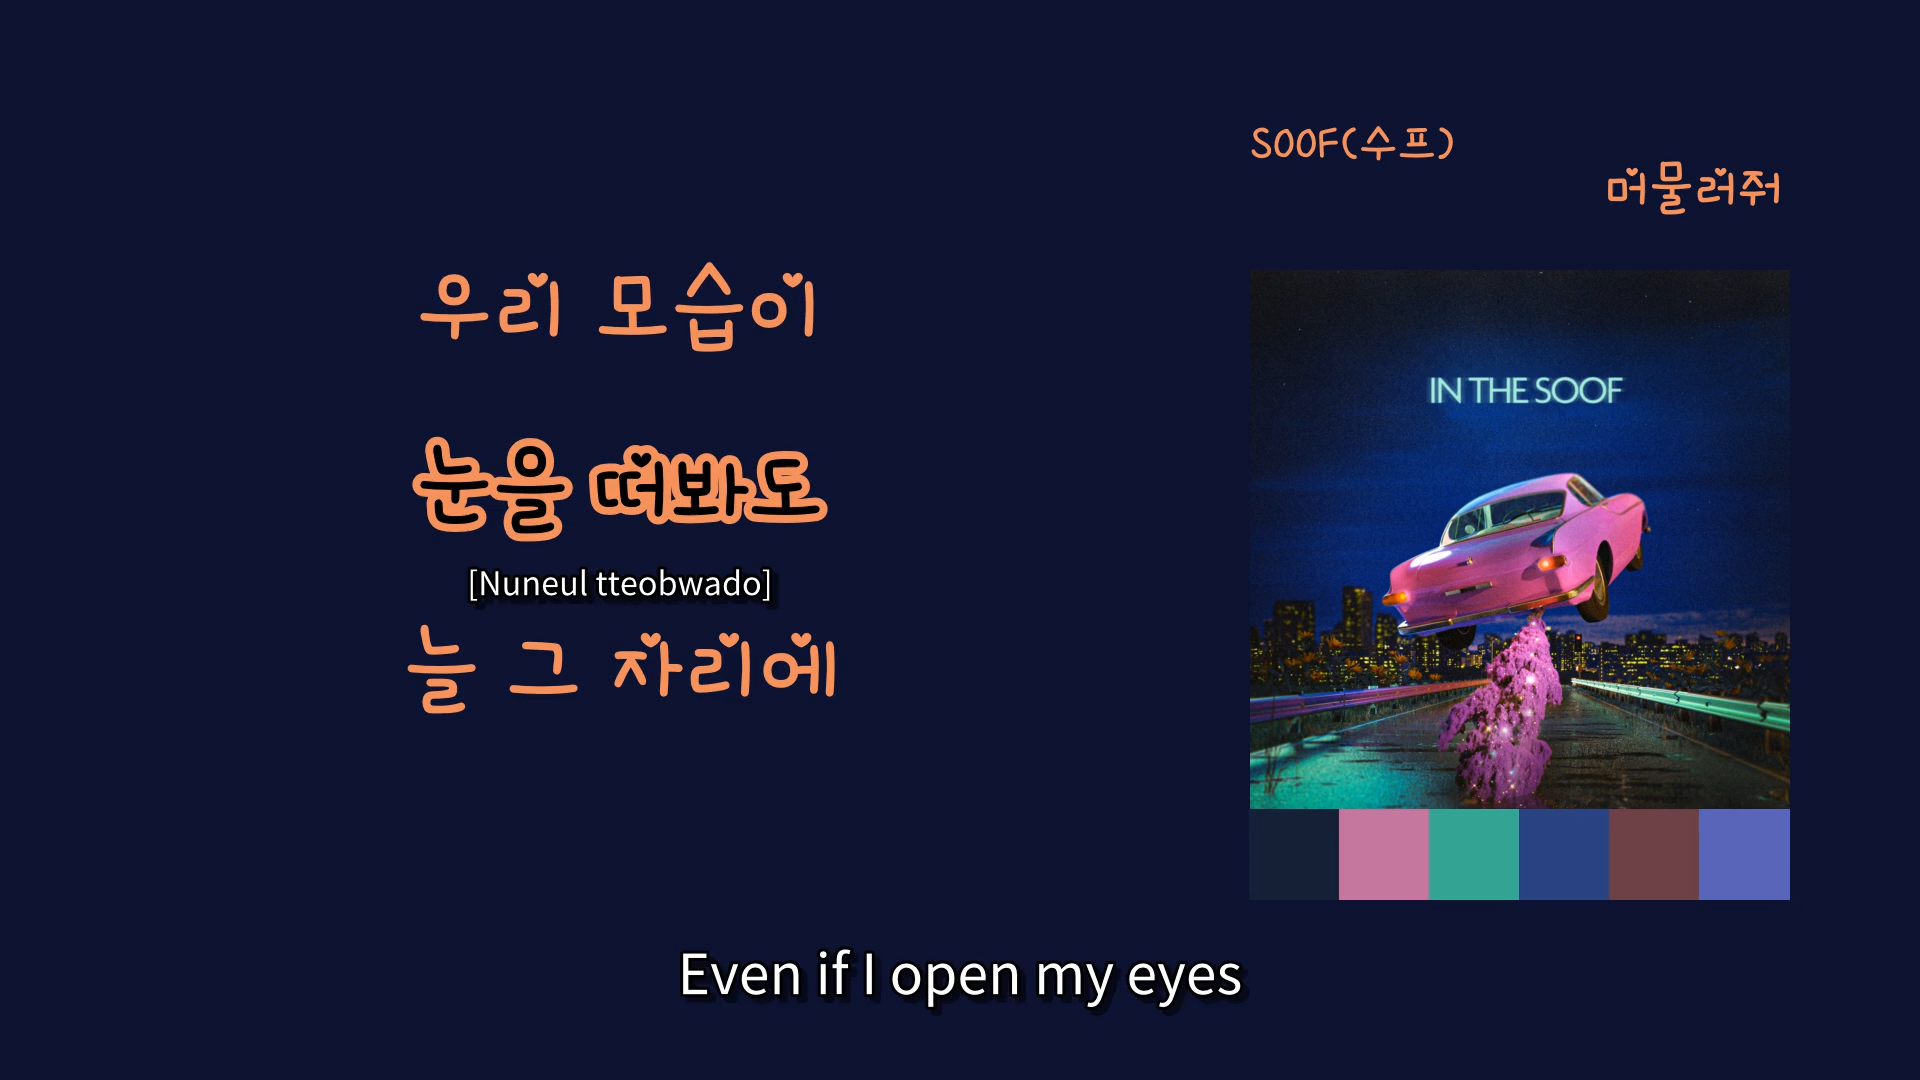 SOOF(수프)
머물러줘
우리 모습이
눈을 떠봐도
[Nuneul tteobwado]
늘 그 자리에
IN THE SOOF
Even if I open my eyes